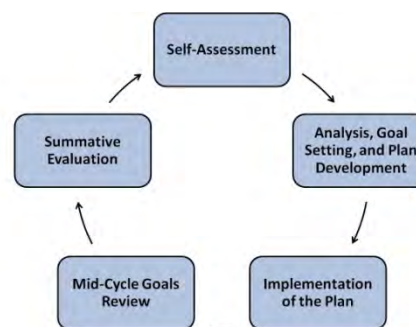 Self-Assessment
Analysis, Goal
Setting, and Plan
Development
Implementation
of the Plan
Mid-Cycle Goals
Review
Summative
Evaluation